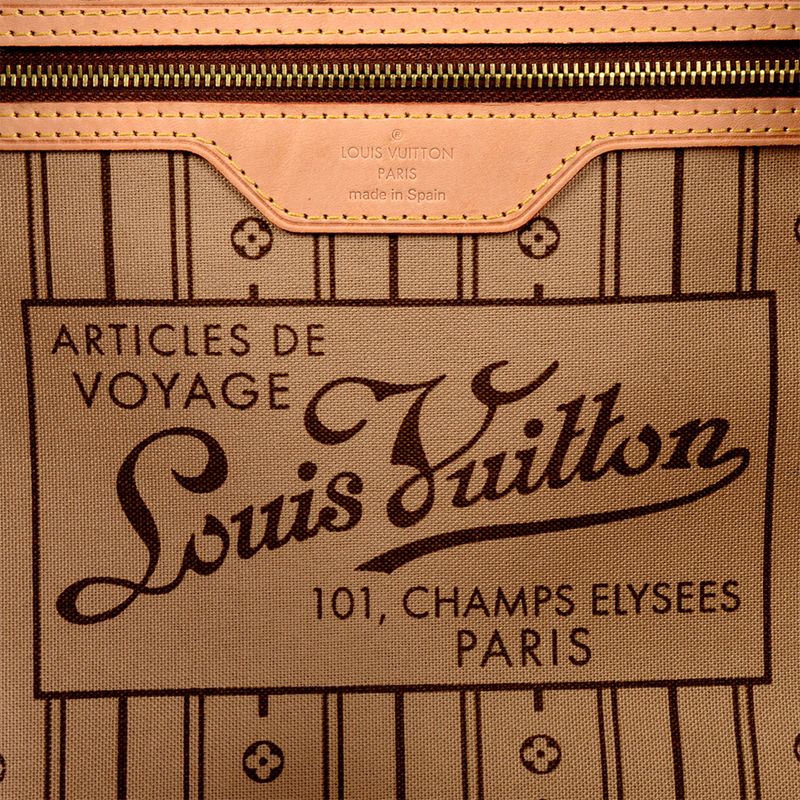 ®
LOUIS VUITTON
PARIS
made in Spain
ARTICLES DE
VOYAGE
Louis Vuitton
101, CHAMPS ELYSEES
PARIS